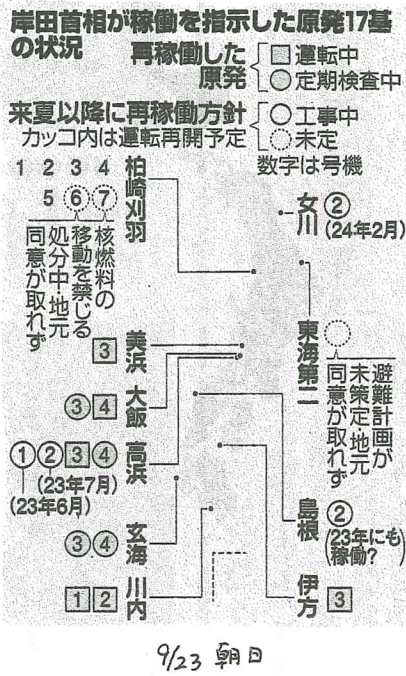 岸田首相が稼働を指示した原発17基
の状況
再稼働した
原発
運転中
定期検査中
来夏以降に再稼働方針
カッコ内は運転再開予定
工事中
未定
数字は号機
柏崎刈羽
1 2 3 4
5 ⑥ ⑦
核燃料の
移動を禁じる
処分中・地元
同意が取れず
女川
②
(24年2月)
東海第二
避難計画が
未策定・地元
同意が取れず
美浜
3
大飯
③ 4
高浜
① ② 3 ④
(23年7月)
(23年6月)
玄海
③ ④
川内
1 2
島根
②
(23年にも
稼働?)
伊方
3
9/23 朝日